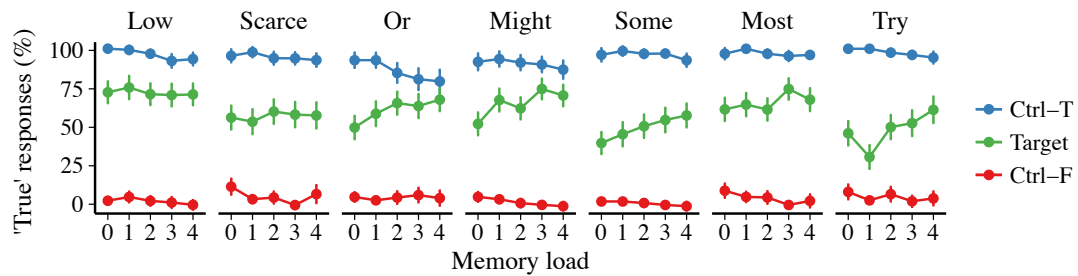 Low Scarce Or Might Some Most Try
'True' responses (%)
100
75
50
25
0
0 1 2 3 4 0 1 2 3 4 0 1 2 3 4 0 1 2 3 4 0 1 2 3 4 0 1 2 3 4 0 1 2 3 4
Memory load
Ctrl–T
Target
Ctrl–F